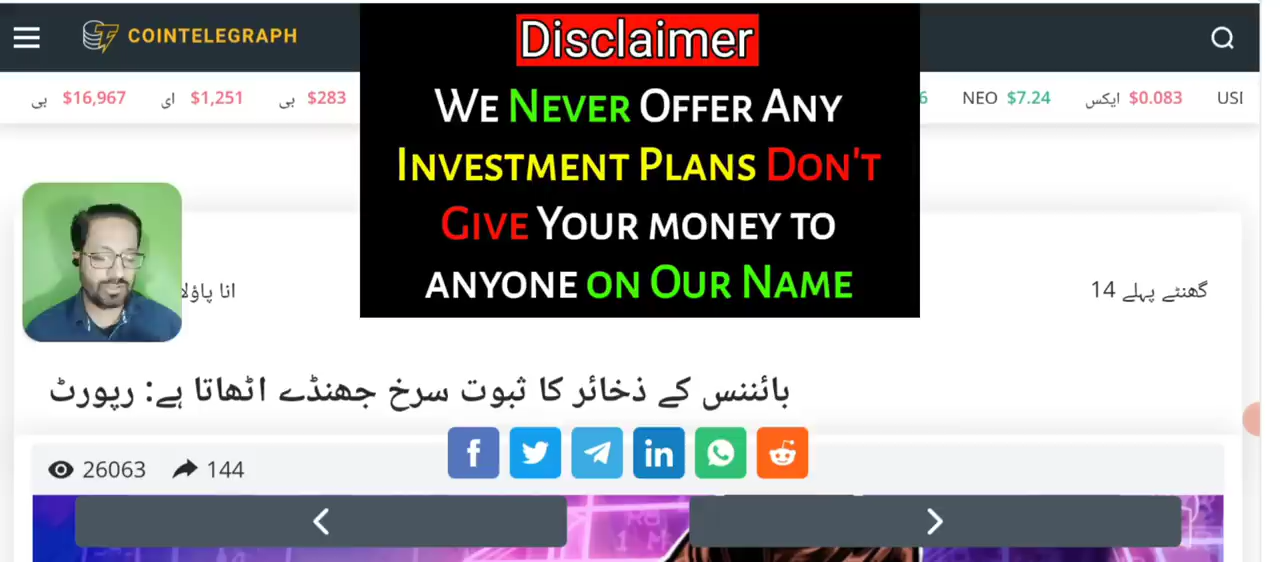 COINTELEGRAPH
Disclaimer
We Never Offer Any
Investment Plans Don't
Give Your money to
anyone on Our Name
بی $16,967 ای $1,251 بی $283
6 NEO $7.24 ایکس $0.083 USI
انا پاؤلا
14 گھنٹے پہلے
بائننس کے ذخائر کا ثبوت سرخ جھنڈے اٹھاتا ہے: رپورٹ
26063 144